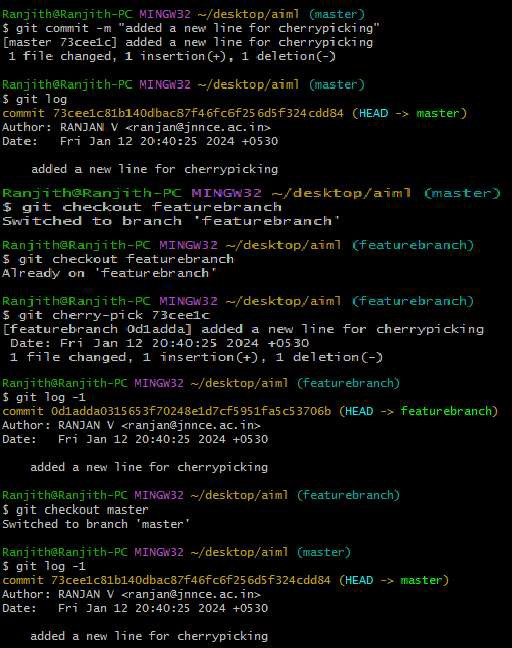 Ranjith@Ranjith-PC MINGW32 ~/desktop/aiml (master)
$ git commit -m "added a new line for cherrypicking"
[master 73cee1c] added a new line for cherrypicking
 1 file changed, 1 insertion(+), 1 deletion(-)
Ranjith@Ranjith-PC MINGW32 ~/desktop/aiml (master)
$ git log
commit 73cee1c81b140dbac87f46fc6f256d5f324cdd84 (HEAD -> master)
Author: RANJAN V <ranjan@jnnce.ac.in>
Date:   Fri Jan 12 20:40:25 2024 +0530
    added a new line for cherrypicking
Ranjith@Ranjith-PC MINGW32 ~/desktop/aiml (master)
$ git checkout featurebranch
Switched to branch 'featurebranch'
Ranjith@Ranjith-PC MINGW32 ~/desktop/aiml (featurebranch)
$ git checkout featurebranch
Already on 'featurebranch'
Ranjith@Ranjith-PC MINGW32 ~/desktop/aiml (featurebranch)
$ git cherry-pick 73cee1c
[featurebranch 0d1adda] added a new line for cherrypicking
 Date: Fri Jan 12 20:40:25 2024 +0530
 1 file changed, 1 insertion(+), 1 deletion(-)
Ranjith@Ranjith-PC MINGW32 ~/desktop/aiml (featurebranch)
$ git log -1
commit 0d1adda0315653f70248e1d7cf5951fa5c53706b (HEAD -> featurebranch)
Author: RANJAN V <ranjan@jnnce.ac.in>
Date:   Fri Jan 12 20:40:25 2024 +0530
    added a new line for cherrypicking
Ranjith@Ranjith-PC MINGW32 ~/desktop/aiml (featurebranch)
$ git checkout master
Switched to branch 'master'
Ranjith@Ranjith-PC MINGW32 ~/desktop/aiml (master)
$ git log -1
commit 73cee1c81b140dbac87f46fc6f256d5f324cdd84 (HEAD -> master)
Author: RANJAN V <ranjan@jnnce.ac.in>
Date:   Fri Jan 12 20:40:25 2024 +0530
    added a new line for cherrypicking